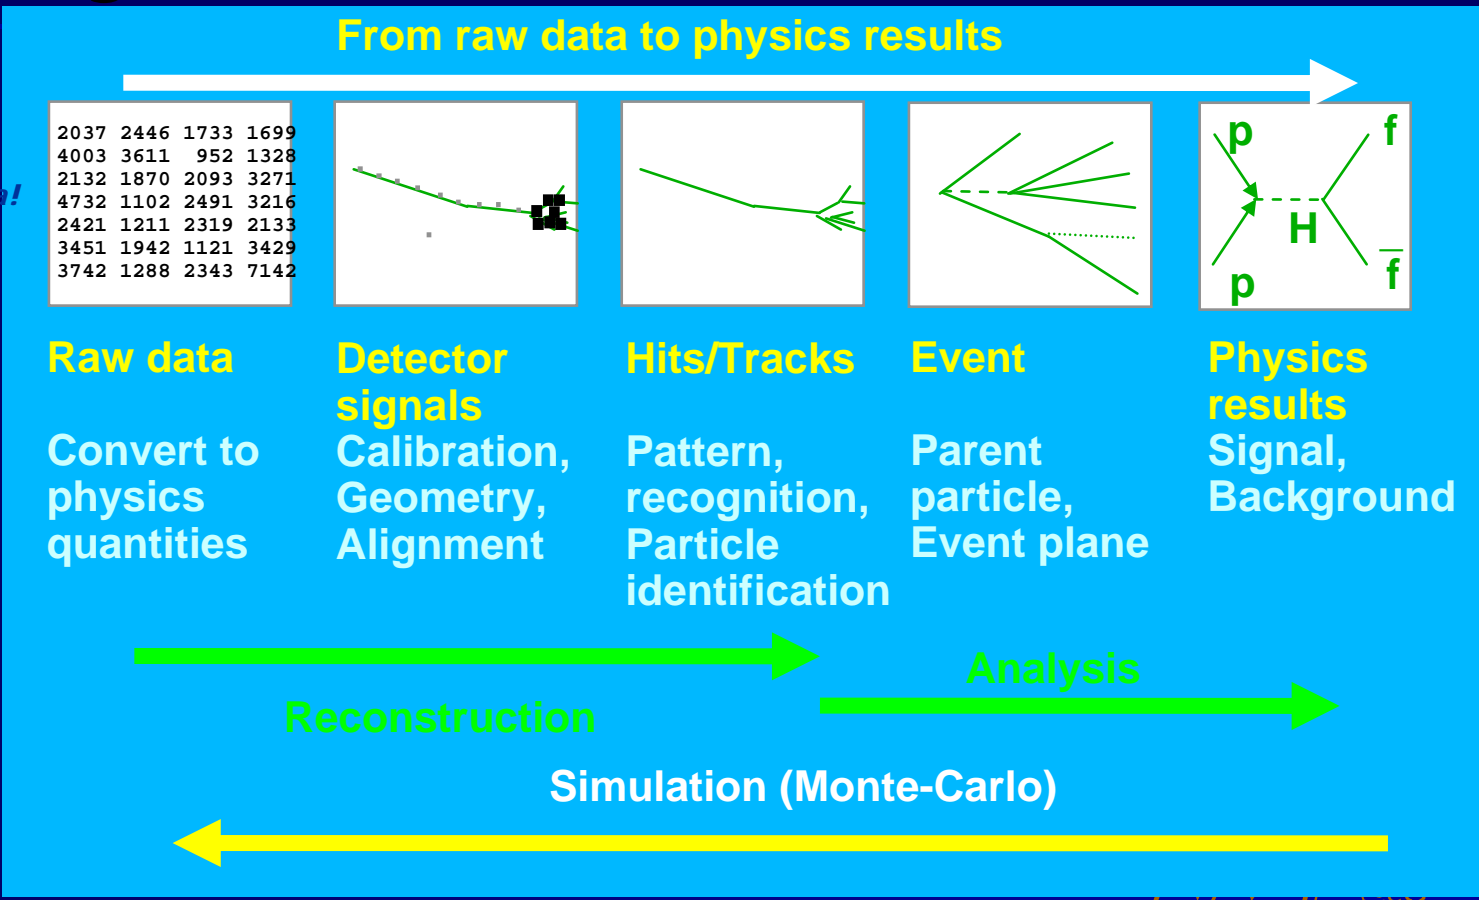 From raw data to physics results
2037 2446 1733 1699
4003 3611 952 1328
2132 1870 2093 3271
4732 1102 2491 3216
2421 1211 2319 2133
3451 1942 1121 3429
3742 1288 2343 7142
p
f
H
p
f̅
Raw data
Convert to
physics
quantities
Detector
signals
Calibration,
Geometry,
Alignment
Hits/Tracks
Pattern,
recognition,
Particle
identification
Event
Parent
particle,
Event plane
Physics
results
Signal,
Background
Reconstruction
Analysis
Simulation (Monte-Carlo)